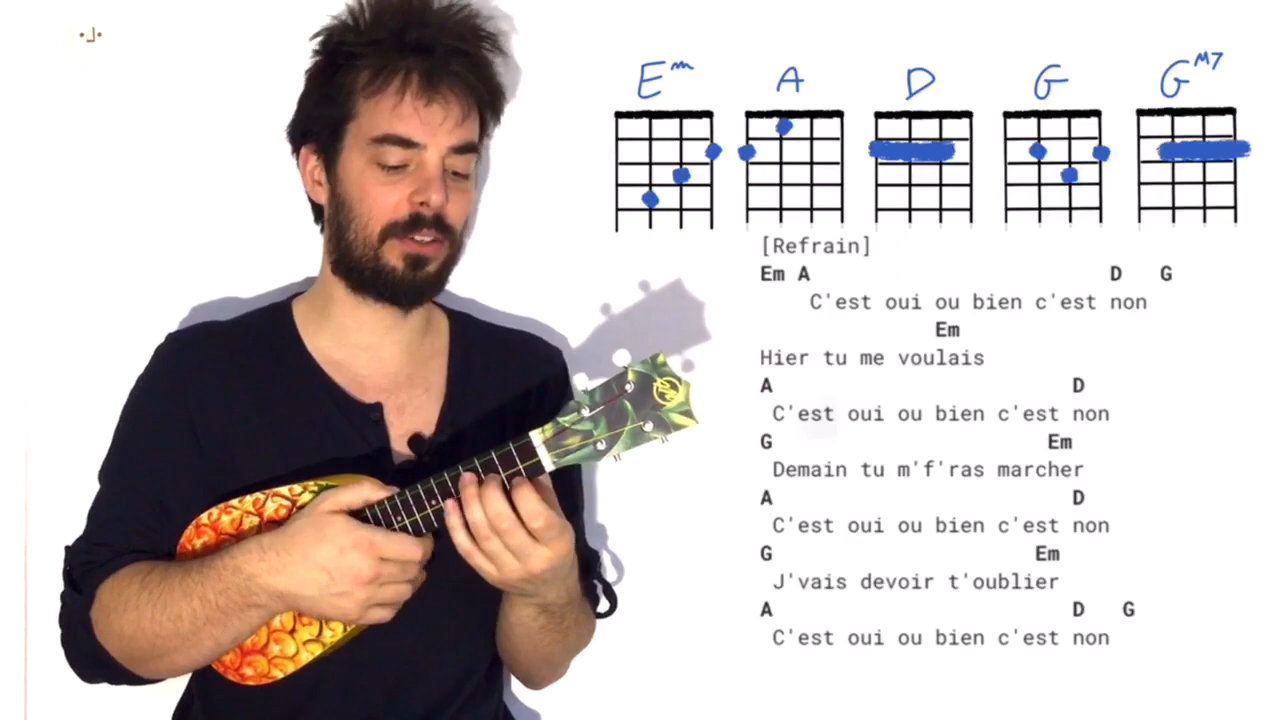 Em A D G GM7
[Refrain]
Em A D G
C'est oui ou bien c'est non
Em
Hier tu me voulais
A D
C'est oui ou bien c'est non
G Em
Demain tu m'f'ras marcher
A D
C'est oui ou bien c'est non
G Em
J'vais devoir t'oublier
A D G
C'est oui ou bien c'est non